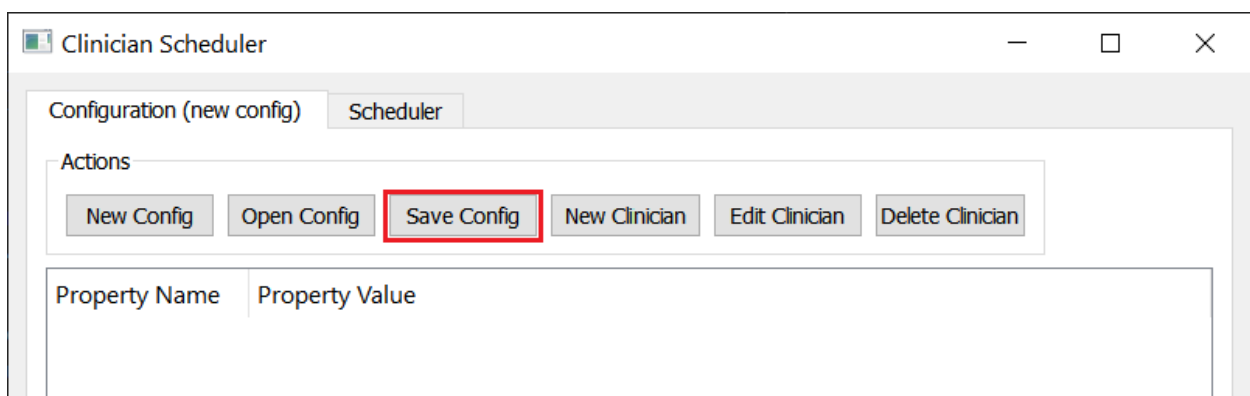 Clinician Scheduler
Configuration (new config) Scheduler
Actions
New Config Open Config Save Config New Clinician Edit Clinician Delete Clinician
Property Name Property Value